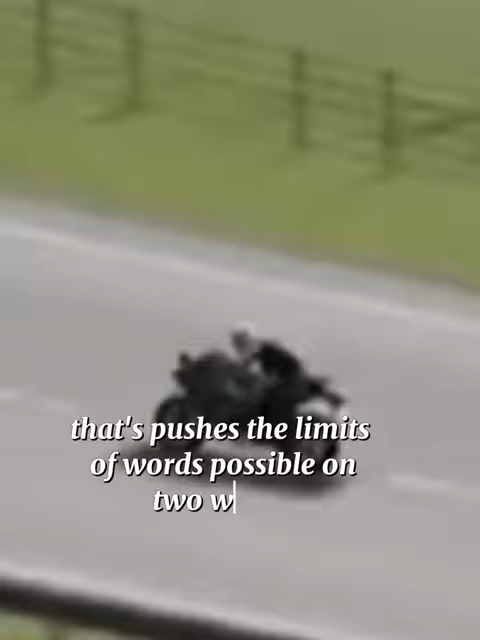 that's pushes the limits
of words possible on
two w